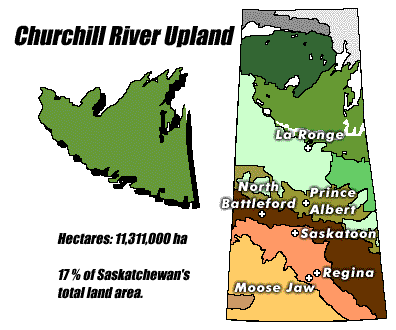 Churchill River Upland
La Ronge
North
Battleford
Prince
Albert
Saskatoon
Regina
Moose Jaw
Hectares: 11,311,000 ha
17 % of Saskatchewan's
total land area.